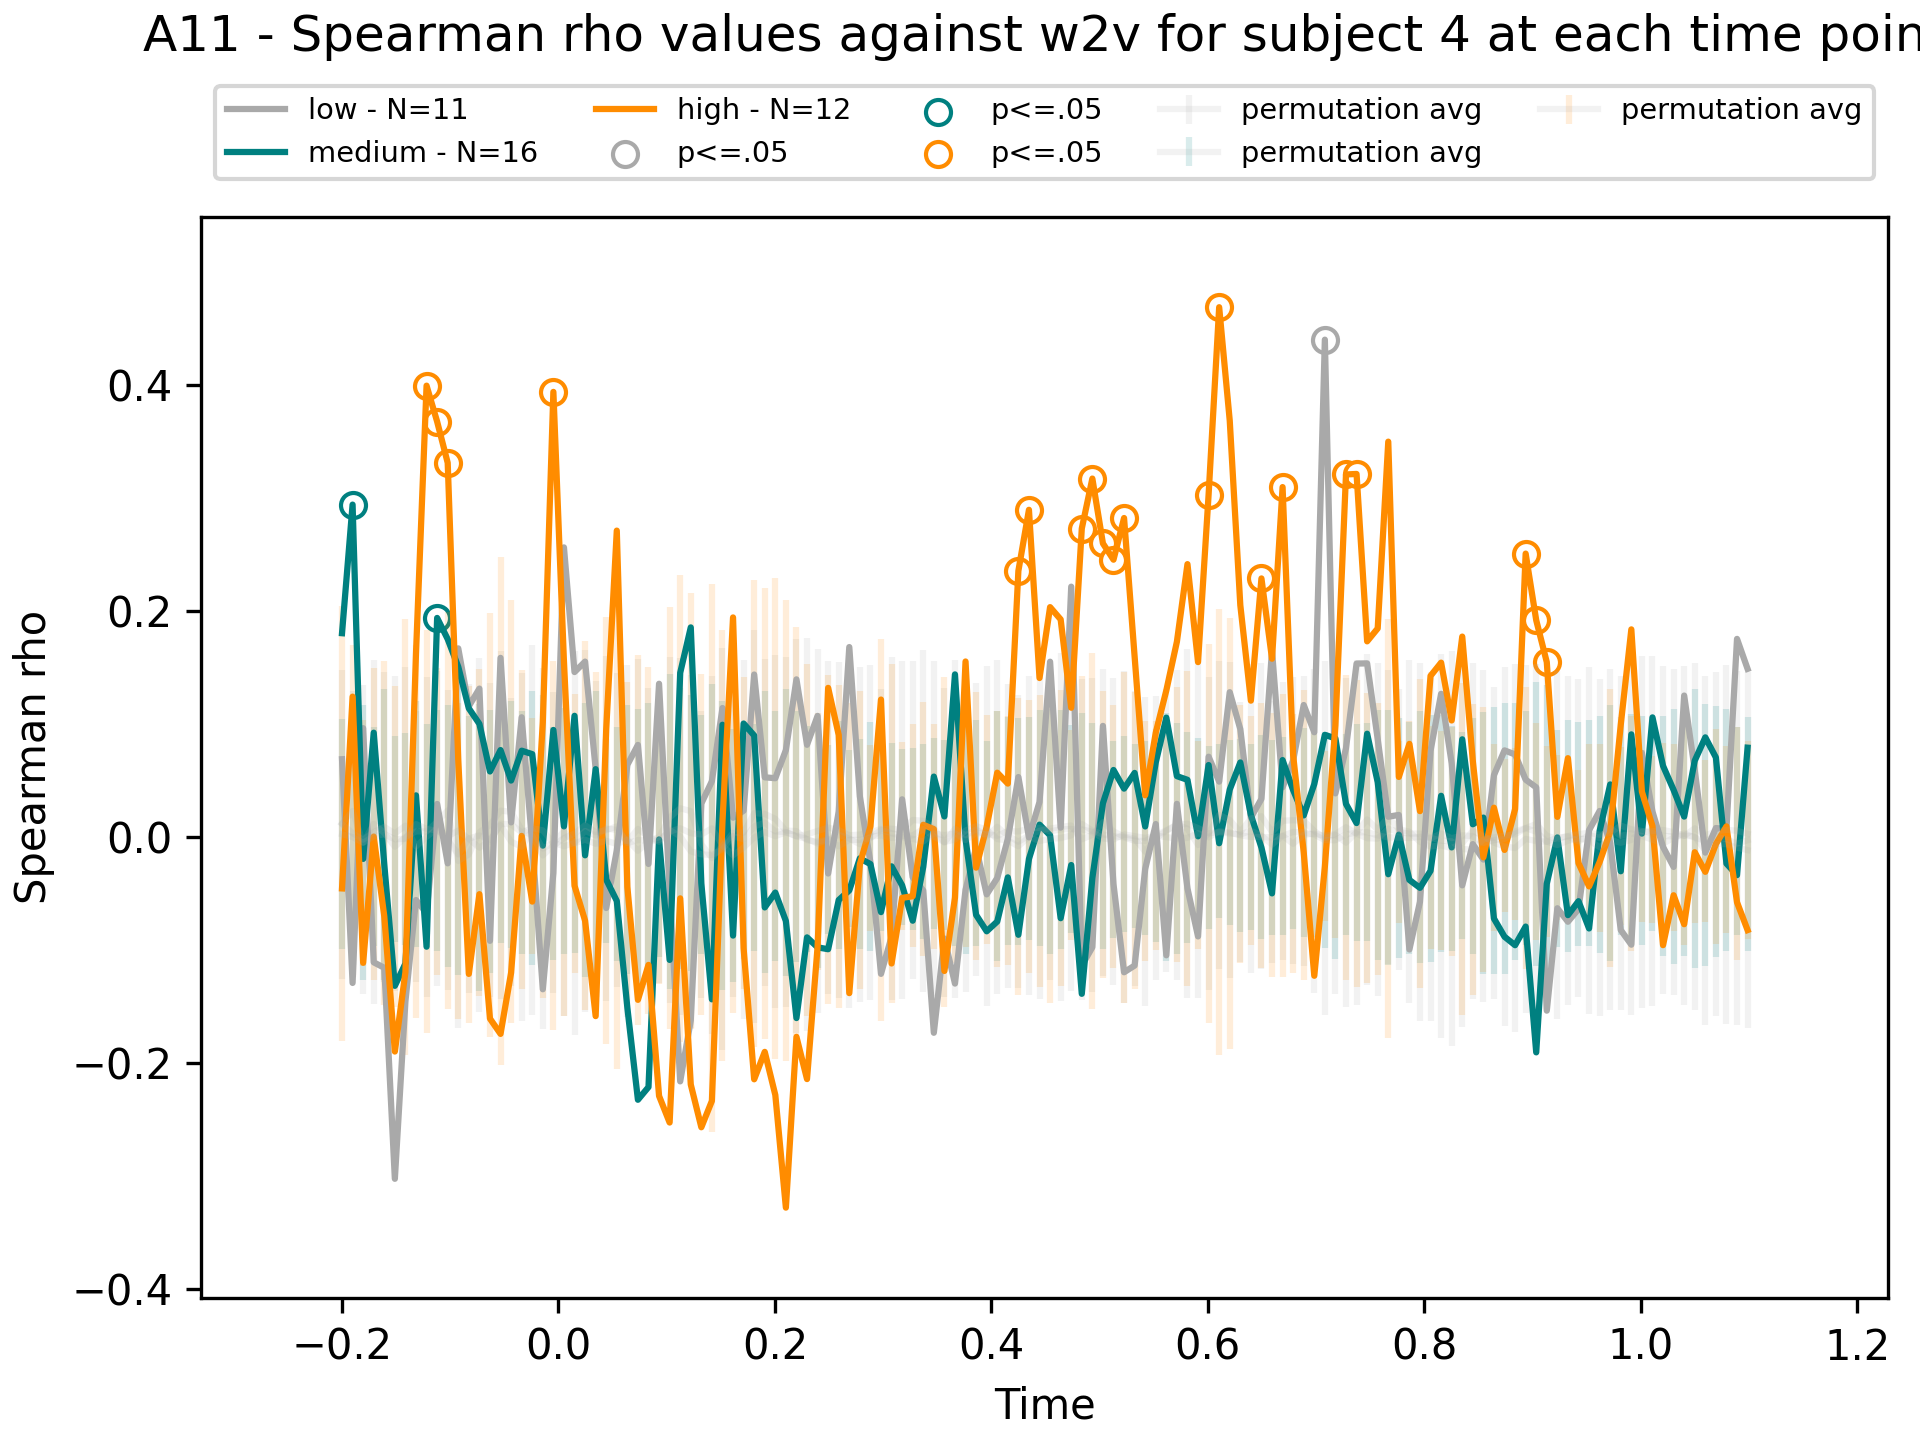 A11 - Spearman rho values against w2v for subject 4 at each time poin
low - N=11
medium - N=16
high - N=12
p<=.05
p<=.05
p<=.05
permutation avg
permutation avg
permutation avg
Spearman rho
0.4
0.2
0.0
−0.2
−0.4
−0.2 0.0 0.2 0.4 0.6 0.8 1.0 1.2
Time